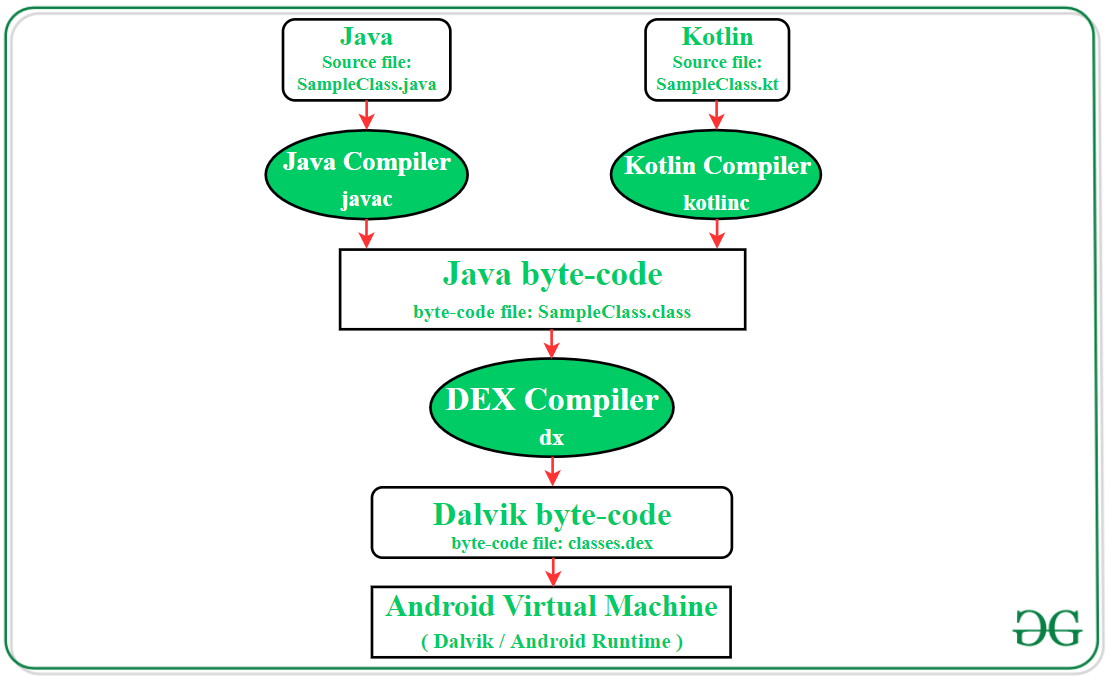 Java
Source file:
SampleClass.java
Kotlin
Source file:
SampleClass.kt
Java Compiler
javac
Kotlin Compiler
kotlinc
Java byte-code
byte-code file: SampleClass.class
DEX Compiler
dx
Dalvik byte-code
byte-code file: classes.dex
Android Virtual Machine
( Dalvik / Android Runtime )